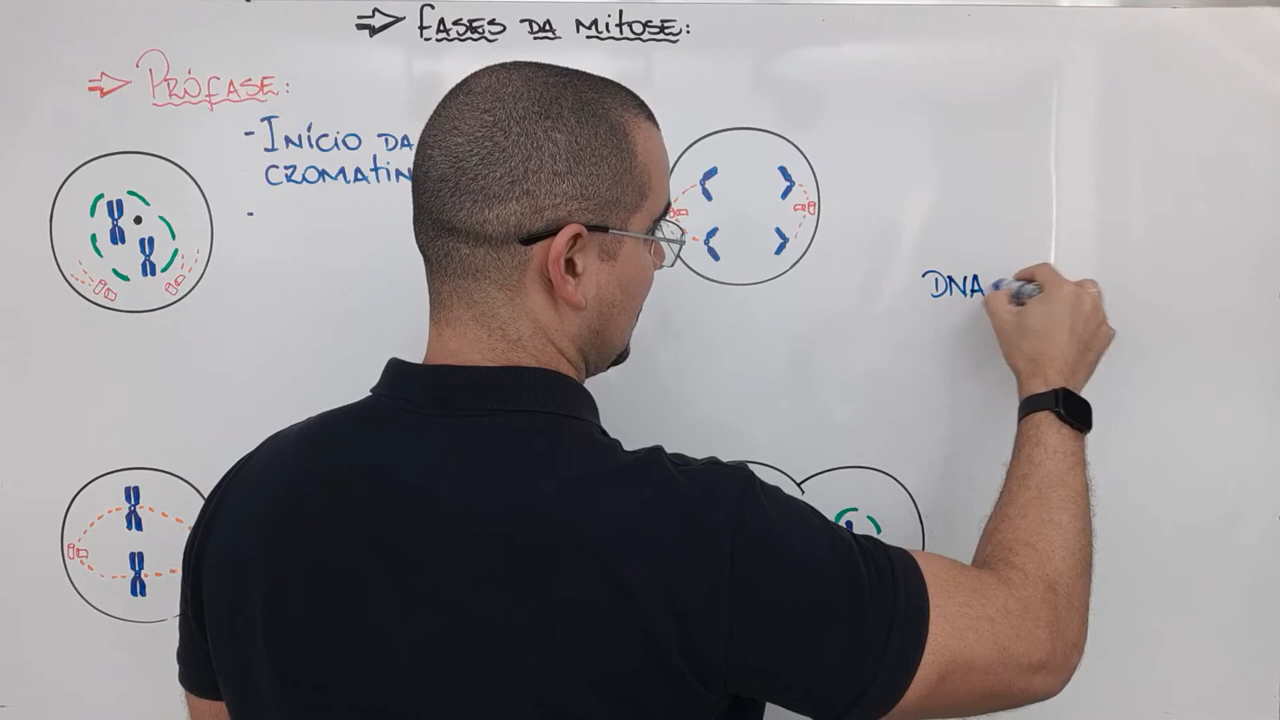 ⇒ FASES DA MITOSE:
⇒ PRÓFASE:
- INÍCIO DA
CROMATIN
-
DNA